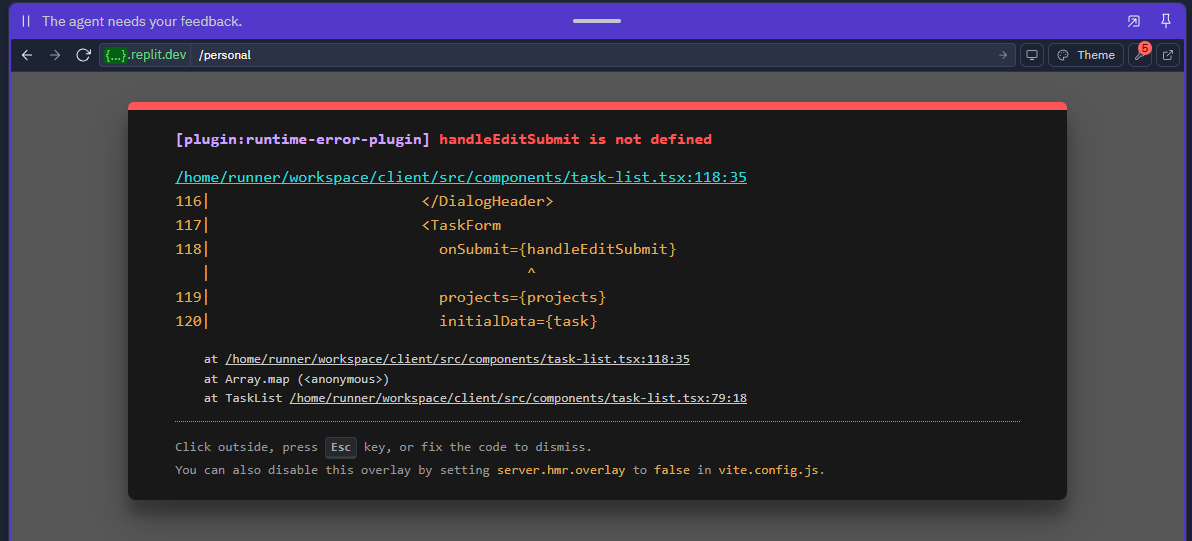 The agent needs your feedback.
{...}.replit.dev /personal Theme 5
[plugin:runtime-error-plugin] handleEditSubmit is not defined
/home/runner/workspace/client/src/components/task-list.tsx:118:35
116| </DialogHeader>
117| <TaskForm
118| onSubmit={handleEditSubmit}
| ^
119| projects={projects}
120| initialData={task}
at /home/runner/workspace/client/src/components/task-list.tsx:118:35
at Array.map (<anonymous>)
at TaskList /home/runner/workspace/client/src/components/task-list.tsx:79:18
Click outside, press Esc key, or fix the code to dismiss.
You can also disable this overlay by setting server.hmr.overlay to false in vite.config.js.